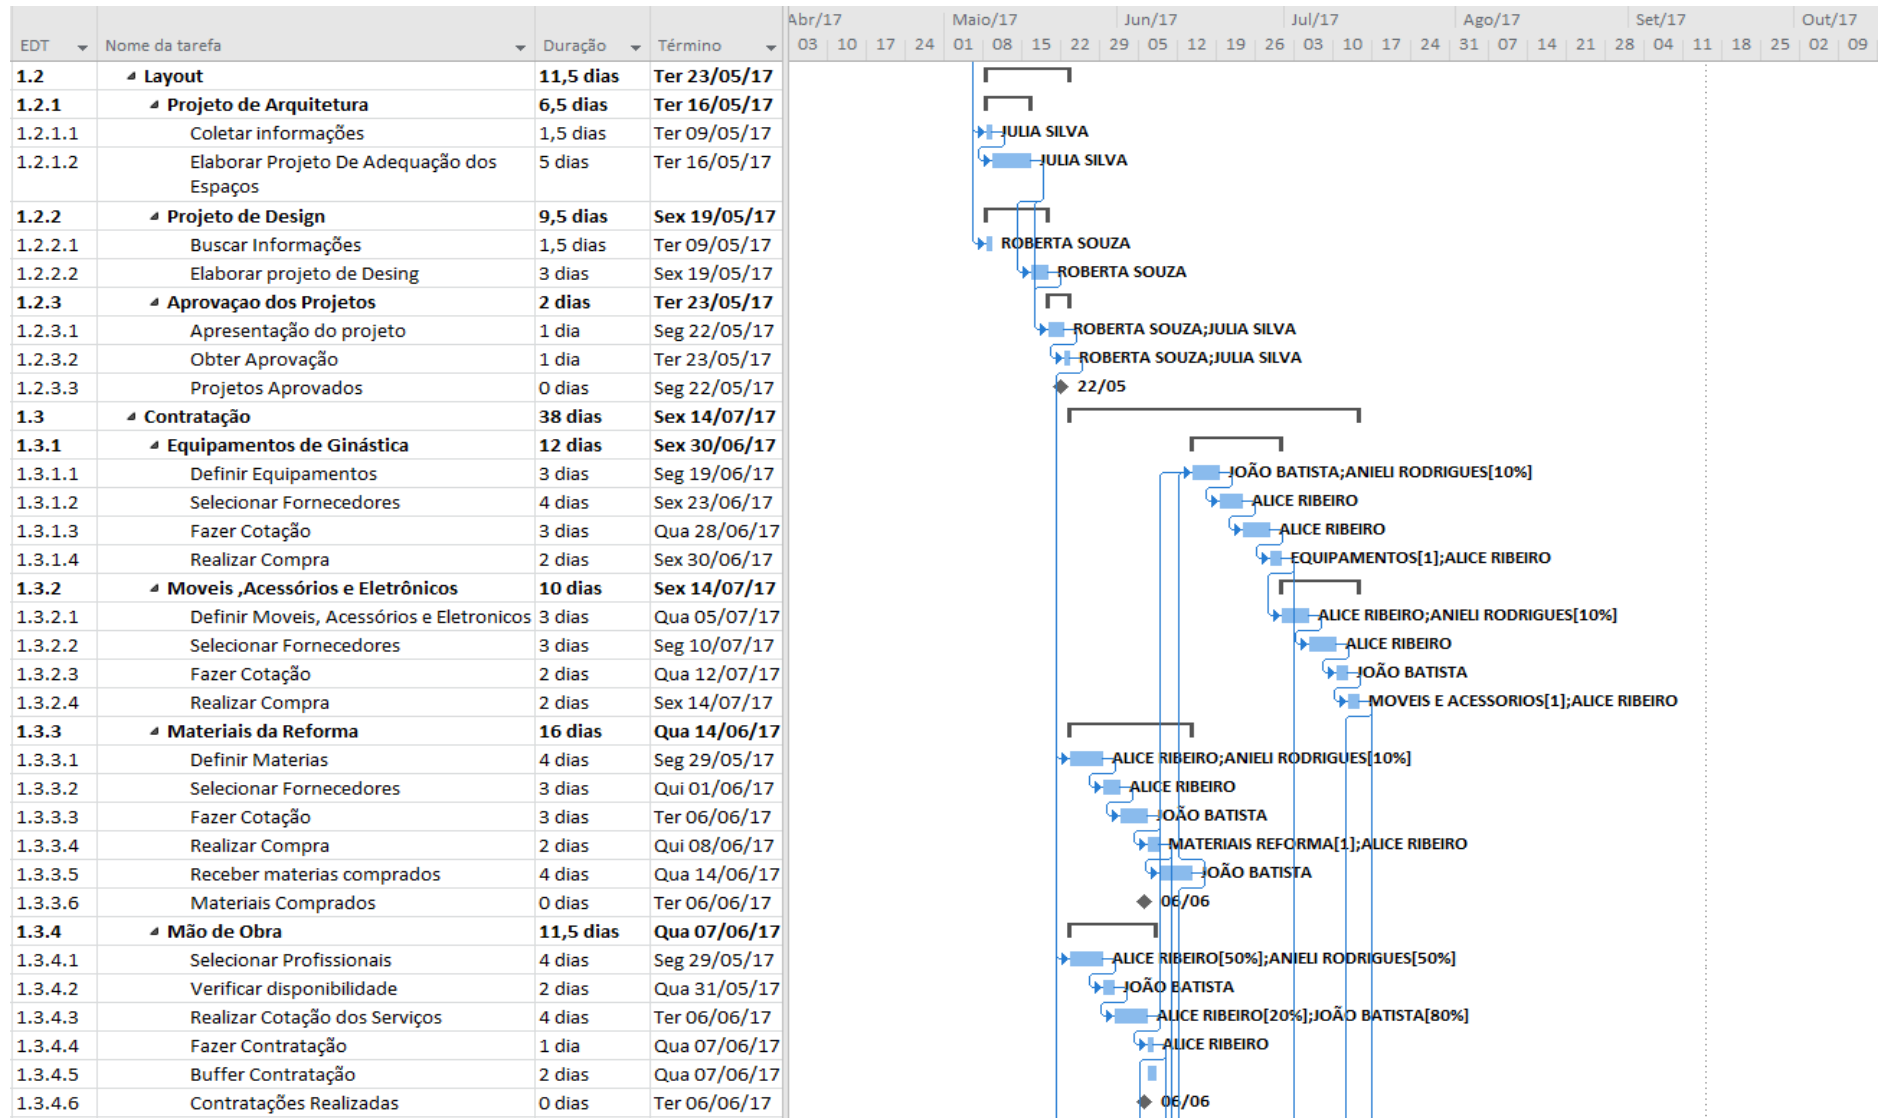 Abr/17 Maio/17 Jun/17 Jul/17 Ago/17 Set/17 Out/17
EDT Nome da tarefa Duração Término 03 10 17 24 01 08 15 22 29 05 12 19 26 03 10 17 24 31 07 14 21 28 04 11 18 25 02 09
1.2 Layout 11,5 dias Ter 23/05/17
1.2.1 Projeto de Arquitetura 6,5 dias Ter 16/05/17
1.2.1.1 Coletar informações 1,5 dias Ter 09/05/17 JULIA SILVA
1.2.1.2 Elaborar Projeto De Adequação dos 5 dias Ter 16/05/17 JULIA SILVA
Espaços
1.2.2 Projeto de Design 9,5 dias Sex 19/05/17
1.2.2.1 Buscar Informações 1,5 dias Ter 09/05/17 ROBERTA SOUZA
1.2.2.2 Elaborar projeto de Desing 3 dias Sex 19/05/17 ROBERTA SOUZA
1.2.3 Aprovaçao dos Projetos 2 dias Ter 23/05/17
1.2.3.1 Apresentação do projeto 1 dia Seg 22/05/17 ROBERTA SOUZA;JULIA SILVA
1.2.3.2 Obter Aprovação 1 dia Ter 23/05/17 ROBERTA SOUZA;JULIA SILVA
1.2.3.3 Projetos Aprovados 0 dias Seg 22/05/17 22/05
1.3 Contratação 38 dias Sex 14/07/17
1.3.1 Equipamentos de Ginástica 12 dias Sex 30/06/17
1.3.1.1 Definir Equipamentos 3 dias Seg 19/06/17 JOÃO BATISTA;ANIELI RODRIGUES[10%]
1.3.1.2 Selecionar Fornecedores 4 dias Sex 23/06/17 ALICE RIBEIRO
1.3.1.3 Fazer Cotação 3 dias Qua 28/06/17 ALICE RIBEIRO
1.3.1.4 Realizar Compra 2 dias Sex 30/06/17 EQUIPAMENTOS[1];ALICE RIBEIRO
1.3.2 Moveis ,Acessórios e Eletrônicos 10 dias Sex 14/07/17
1.3.2.1 Definir Moveis, Acessórios e Eletronicos 3 dias Qua 05/07/17 ALICE RIBEIRO;ANIELI RODRIGUES[10%]
1.3.2.2 Selecionar Fornecedores 3 dias Seg 10/07/17 ALICE RIBEIRO
1.3.2.3 Fazer Cotação 2 dias Qua 12/07/17 JOÃO BATISTA
1.3.2.4 Realizar Compra 2 dias Sex 14/07/17 MOVEIS E ACESSORIOS[1];ALICE RIBEIRO
1.3.3 Materiais da Reforma 16 dias Qua 14/06/17
1.3.3.1 Definir Materias 4 dias Seg 29/05/17 ALICE RIBEIRO;ANIELI RODRIGUES[10%]
1.3.3.2 Selecionar Fornecedores 3 dias Qui 01/06/17 ALICE RIBEIRO
1.3.3.3 Fazer Cotação 3 dias Ter 06/06/17 JOÃO BATISTA
1.3.3.4 Realizar Compra 2 dias Qui 08/06/17 MATERIAIS REFORMA[1];ALICE RIBEIRO
1.3.3.5 Receber materias comprados 4 dias Qua 14/06/17 JOÃO BATISTA
1.3.3.6 Materiais Comprados 0 dias Ter 06/06/17 06/06
1.3.4 Mão de Obra 11,5 dias Qua 07/06/17
1.3.4.1 Selecionar Profissionais 4 dias Seg 29/05/17 ALICE RIBEIRO[50%];ANIELI RODRIGUES[50%]
1.3.4.2 Verificar disponibilidade 2 dias Qua 31/05/17 JOÃO BATISTA
1.3.4.3 Realizar Cotação dos Serviços 4 dias Ter 06/06/17 ALICE RIBEIRO[20%];JOÃO BATISTA[80%]
1.3.4.4 Fazer Contratação 1 dia Qua 07/06/17 ALICE RIBEIRO
1.3.4.5 Buffer Contratação 2 dias Qua 07/06/17
1.3.4.6 Contratações Realizadas 0 dias Ter 06/06/17 06/06